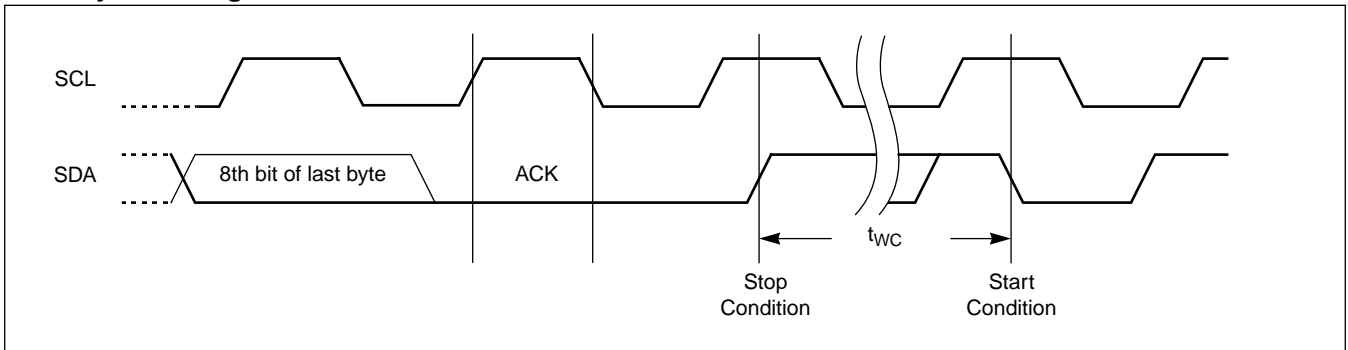 SCL
SDA
8th bit of last byte
ACK
tWC
Stop
Condition
Start
Condition